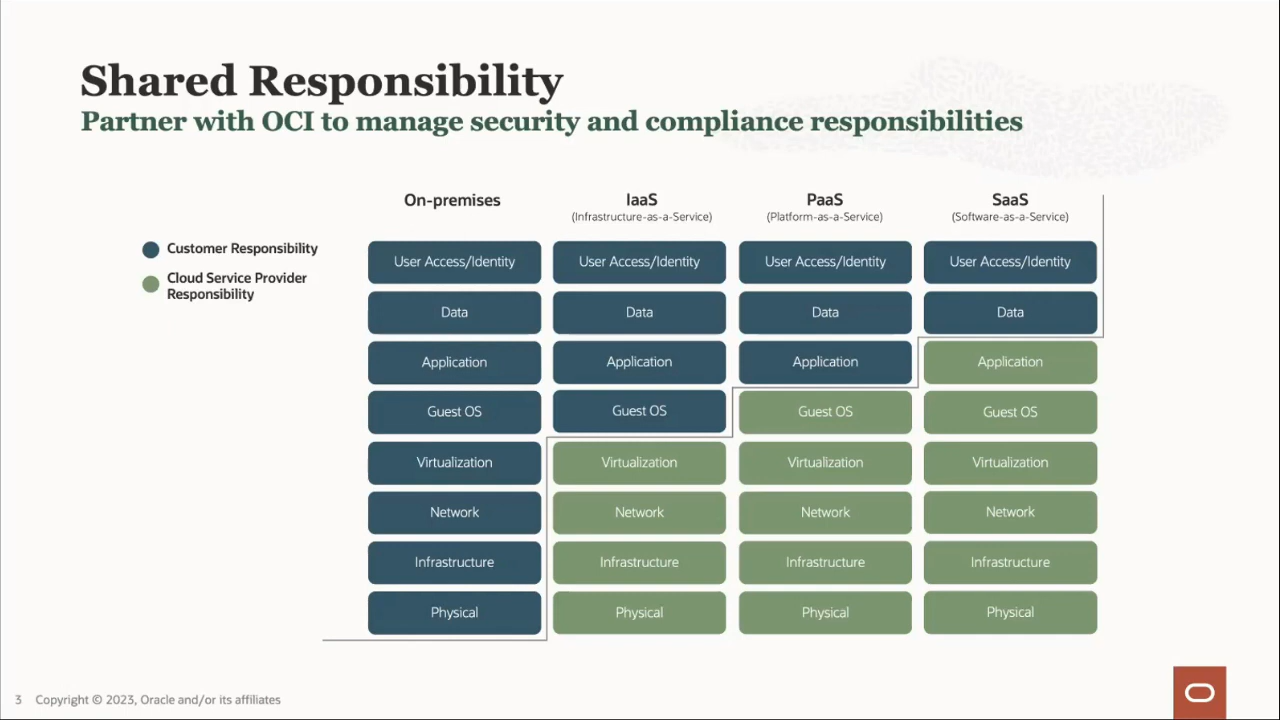 Shared Responsibility
Partner with OCI to manage security and compliance responsibilities
On-premises
IaaS
(Infrastructure-as-a-Service)
PaaS
(Platform-as-a-Service)
SaaS
(Software-as-a-Service)
Customer Responsibility
Cloud Service Provider
Responsibility
User Access/Identity
User Access/Identity
User Access/Identity
User Access/Identity
Data
Data
Data
Data
Application
Application
Application
Application
Guest OS
Guest OS
Guest OS
Guest OS
Virtualization
Virtualization
Virtualization
Virtualization
Network
Network
Network
Network
Infrastructure
Infrastructure
Infrastructure
Infrastructure
Physical
Physical
Physical
Physical
3 Copyright © 2023, Oracle and/or its affiliates